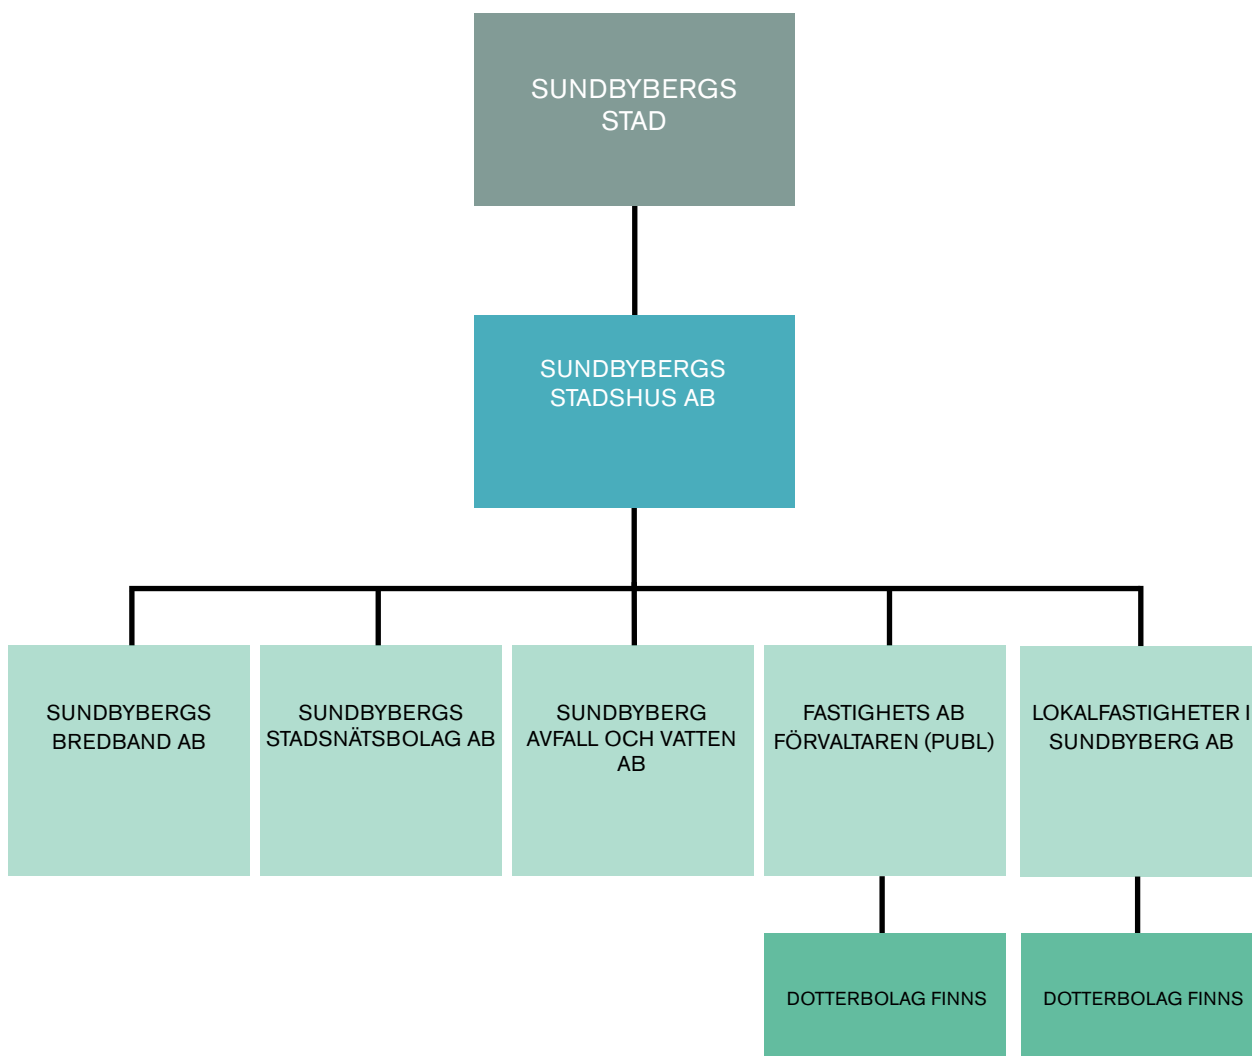 SUNDBYBERGS
STAD
SUNDBYBERGS
STADSHUS AB
SUNDBYBERGS
BREDBAND AB
SUNDBYBERGS
STADSNÄTSBOLAG AB
SUNDBYBERG
AVFALL OCH VATTEN
AB
FASTIGHETS AB
FÖRVALTAREN (PUBL)
LOKALFASTIGHETER I
SUNDBYBERG AB
DOTTERBOLAG FINNS
DOTTERBOLAG FINNS